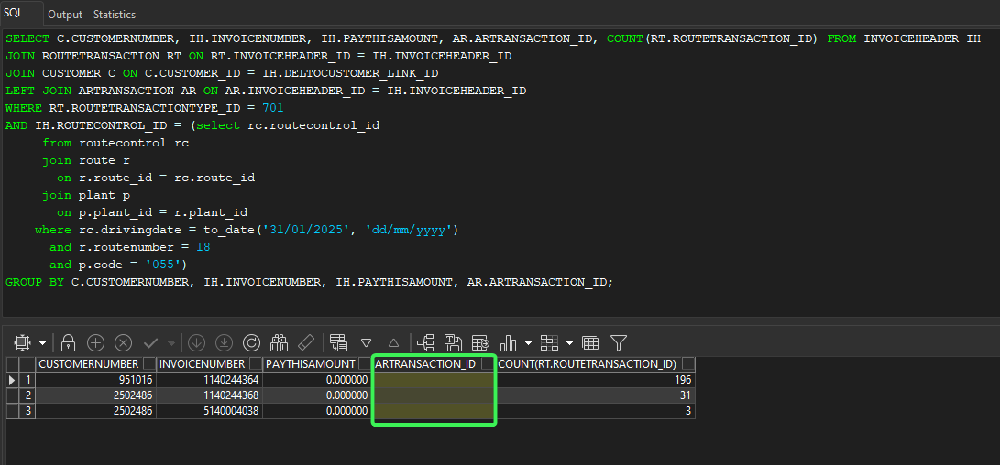 SQL Output Statistics
SELECT C.CUSTOMERNUMBER, IH.INVOICENUMBER, IH.PAYTHISAMOUNT, AR.ARTRANSACTION_ID, COUNT(RT.ROUTETRANSACTION_ID) FROM INVOICEHEADER IH
JOIN ROUTETRANSACTION RT ON RT.INVOICEHEADER_ID = IH.INVOICEHEADER_ID
JOIN CUSTOMER C ON C.CUSTOMER_ID = IH.DELTOCUSTOMER_LINK_ID
LEFT JOIN ARTRANSACTION AR ON AR.INVOICEHEADER_ID = IH.INVOICEHEADER_ID
WHERE RT.ROUTETRANSACTIONTYPE_ID = 701
AND IH.ROUTECONTROL_ID = (select rc.routecontrol_id
from routecontrol rc
join route r
on r.route_id = rc.route_id
join plant p
on p.plant_id = r.plant_id
where rc.drivingdate = to_date('31/01/2025', 'dd/mm/yyyy')
and r.routenumber = 18
and p.code = '055')
GROUP BY C.CUSTOMERNUMBER, IH.INVOICENUMBER, IH.PAYTHISAMOUNT, AR.ARTRANSACTION_ID;
CUSTOMERNUMBER INVOICENUMBER PAYTHISAMOUNT ARTRANSACTION_ID COUNT(RT.ROUTETRANSACTION_ID)
1 951016 1140244364 0.000000 196
2 2502486 1140244368 0.000000 31
3 2502486 5140004038 0.000000 3